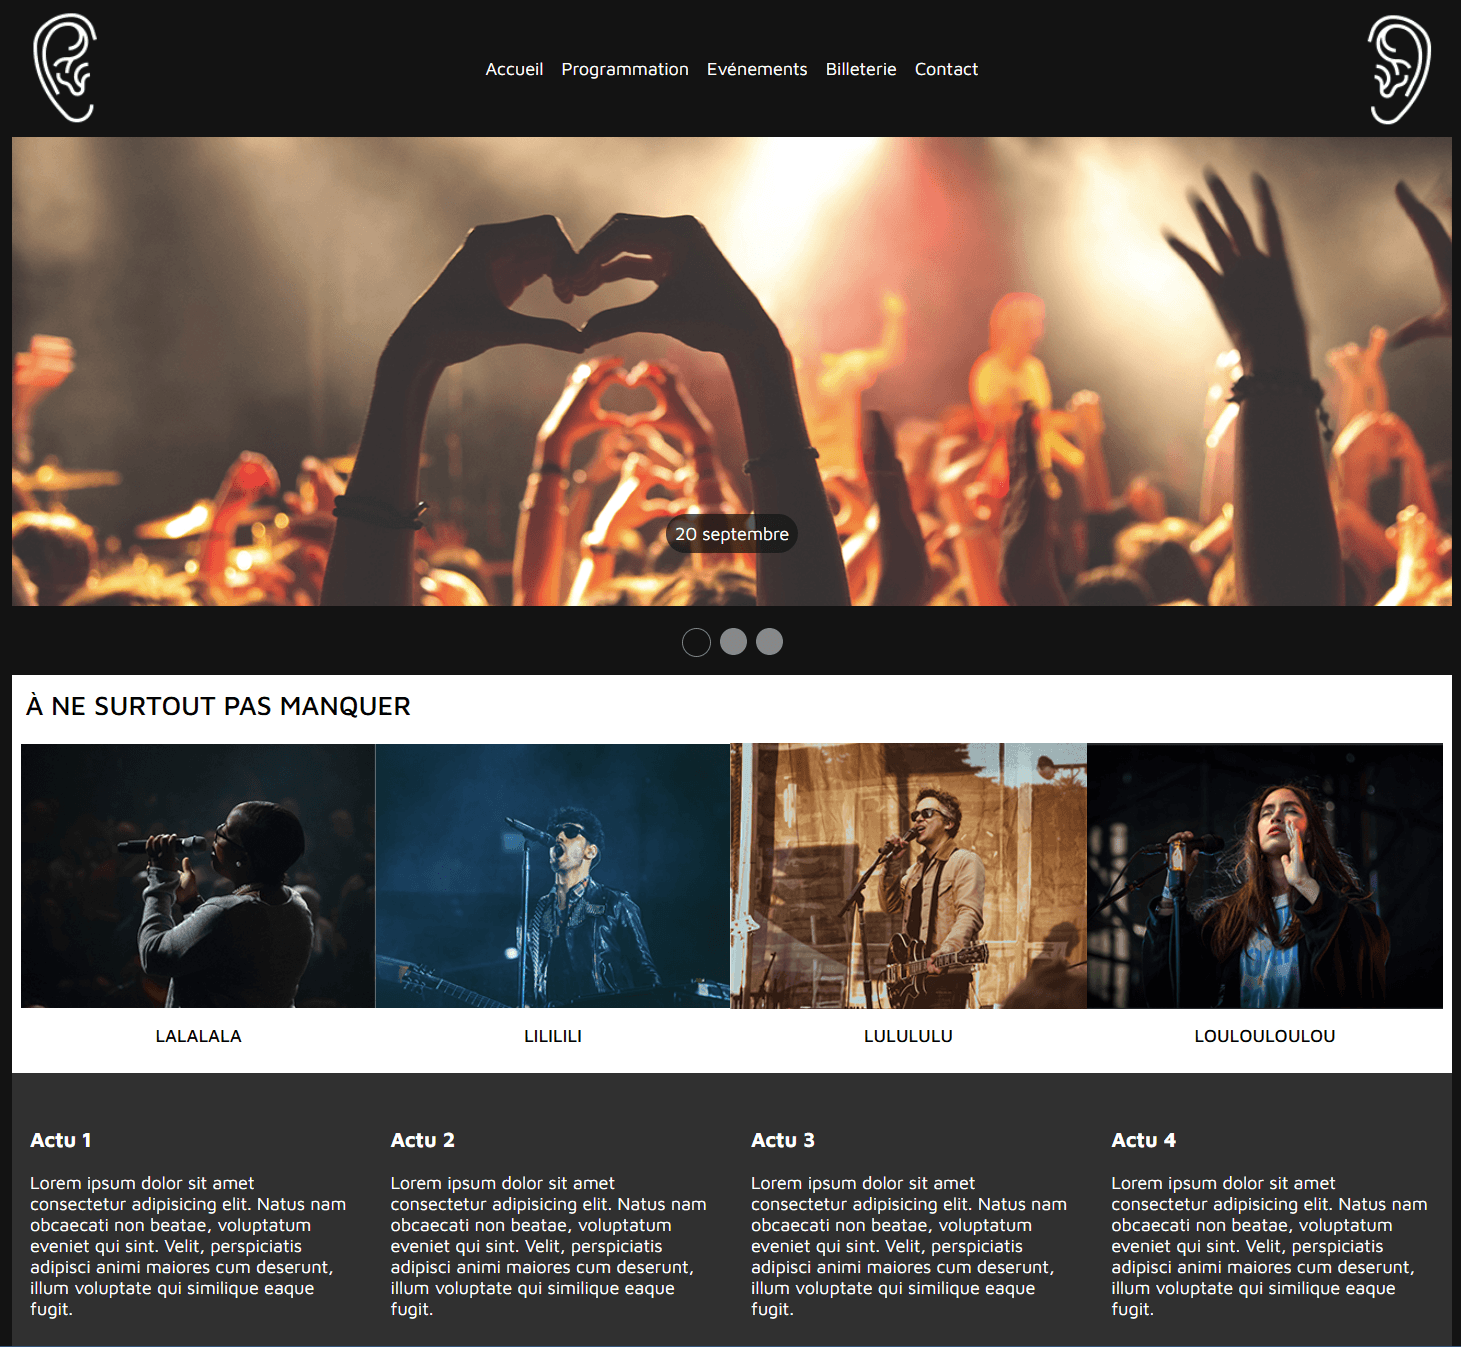 Accueil Programmation Evénements Billeterie Contact
20 septembre
À NE SURTOUT PAS MANQUER
LALALALA
LILILILI
LULULULU
LOULOULOULOU
Actu 1
Lorem ipsum dolor sit amet
consectetur adipisicing elit. Natus nam
obcaecati non beatae, voluptatum
eveniet qui sint. Velit, perspiciatis
adipisci animi maiores cum deserunt,
illum voluptate qui similique eaque
fugit.
Actu 2
Lorem ipsum dolor sit amet
consectetur adipisicing elit. Natus nam
obcaecati non beatae, voluptatum
eveniet qui sint. Velit, perspiciatis
adipisci animi maiores cum deserunt,
illum voluptate qui similique eaque
fugit.
Actu 3
Lorem ipsum dolor sit amet
consectetur adipisicing elit. Natus nam
obcaecati non beatae, voluptatum
eveniet qui sint. Velit, perspiciatis
adipisci animi maiores cum deserunt,
illum voluptate qui similique eaque
fugit.
Actu 4
Lorem ipsum dolor sit amet
consectetur adipisicing elit. Natus nam
obcaecati non beatae, voluptatum
eveniet qui sint. Velit, perspiciatis
adipisci animi maiores cum deserunt,
illum voluptate qui similique eaque
fugit.